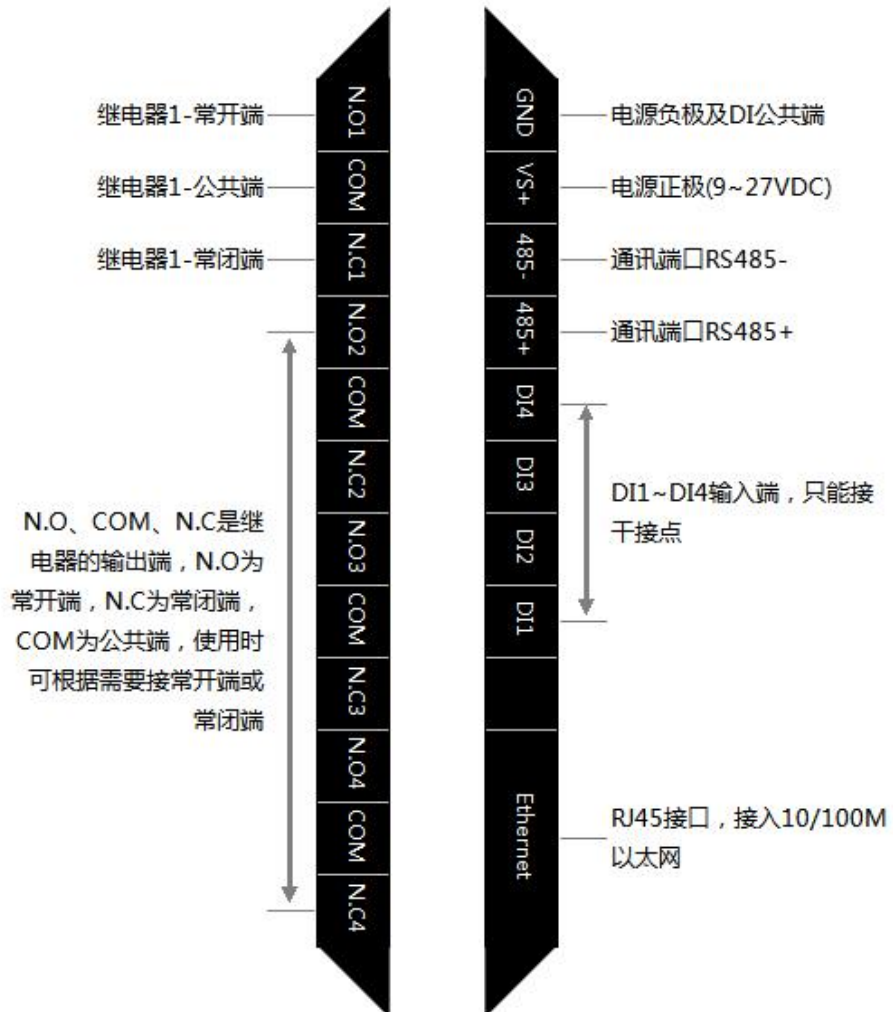 继电器1-常开端
继电器1-公共端
继电器1-常闭端
N.O、COM、N.C是继
电器的输出端，N.O为
常开端，N.C为常闭端，
COM为公共端，使用时
可根据需要接常开端或
常闭端
N.O1
COM
N.C1
N.O2
COM
N.C2
N.O3
COM
N.C3
N.O4
COM
N.C4
GND
VS+
485-
485+
DI4
DI3
DI2
DI1
Ethernet
电源负极及DI公共端
电源正极(9~27VDC)
通讯端口RS485-
通讯端口RS485+
DI1~DI4输入端，只能接
干接点
RJ45接口，接入10/100M
以太网